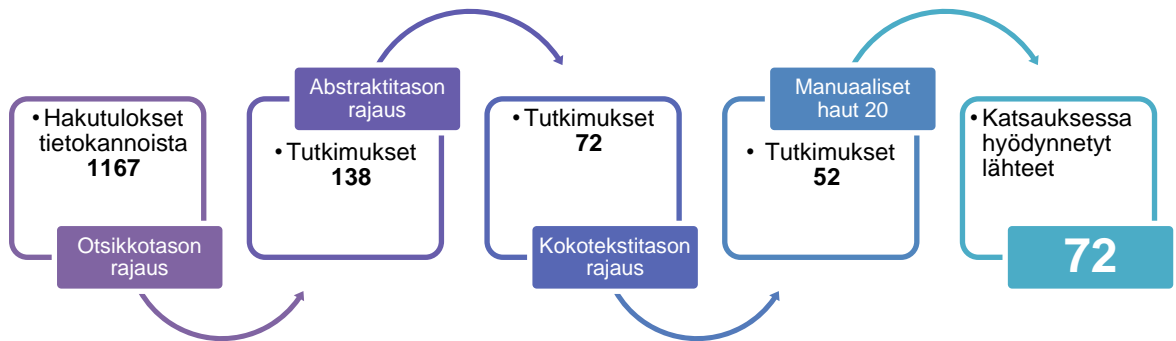 • Hakutulokset
tietokannoista
1167
Otsikkotason
rajaus
Abstraktitason
rajaus
• Tutkimukset
138
• Tutkimukset
72
Kokotekstitason
rajaus
Manuaaliset
haut 20
• Tutkimukset
52
• Katsauksessa
hyödynnetyt
lähteet
72